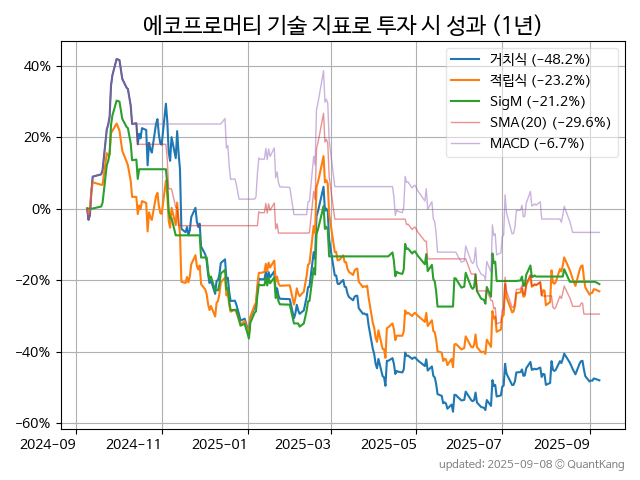 에코프로머티 기술 지표로 투자 시 성과 (1년)
거치식 (−48.2%)
적립식 (−23.2%)
SigM (−21.2%)
SMA(20) (−29.6%)
MACD (−6.7%)
40%
20%
0%
−20%
−40%
−60%
2024-09 2024-11 2025-01 2025-03 2025-05 2025-07 2025-09
updated: 2025-09-08 © QuantKang